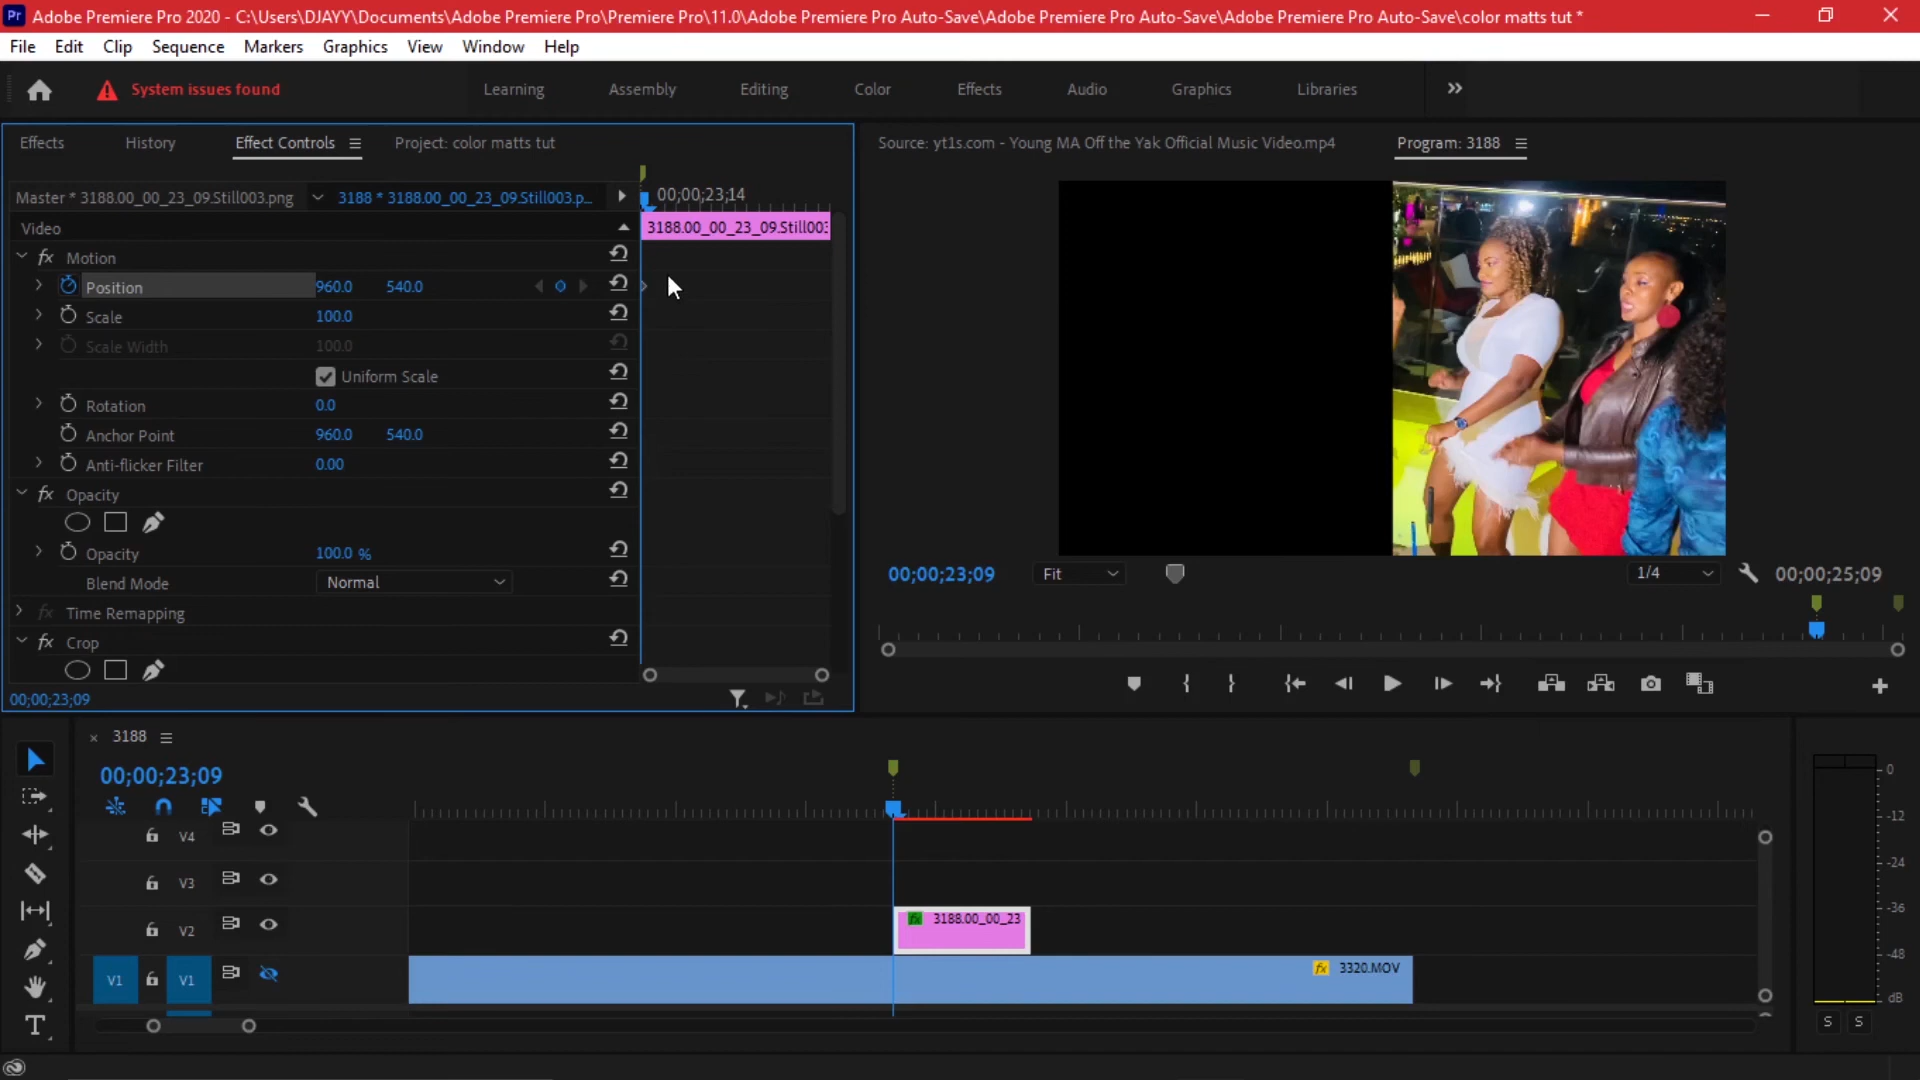 Adobe Premiere Pro 2020 - C:\Users\DJAYY\Documents\Adobe Premiere Pro\Premiere Pro\11.0\Adobe Premiere Pro Auto-Save\Adobe Premiere Pro Auto-Save\Adobe Premiere Pro Auto-Save\color matts tut *
File Edit Clip Sequence Markers Graphics View Window Help
System issues found Learning Assembly Editing Color Effects Audio Graphics Libraries
Effects History Effect Controls Project: color matts tut Source: yt1s.com - Young MA Off the Yak Official Music Video.mp4 Program: 3188
Master * 3188.00_00_23_09.Still003.png 3188 * 3188.00_00_23_09.Still003.p... 00;00;23;14
Video 3188.00_00_23_09.Still003
fx Motion
Position 960.0 540.0
Scale 100.0
Scale Width 100.0
Uniform Scale
Rotation 0.0
Anchor Point 960.0 540.0
Anti-flicker Filter 0.00
fx Opacity
Opacity 100.0 %
Blend Mode Normal
fx Time Remapping
fx Crop
00;00;23;09
00;00;23;09 Fit 1/4 00;00;25;09
3188
00;00;23;09
V4
V3
V2 fx 3188.00_00_23
V1 V1 fx 3320.MOV
0
-12
-24
-36
-48
dB
S S